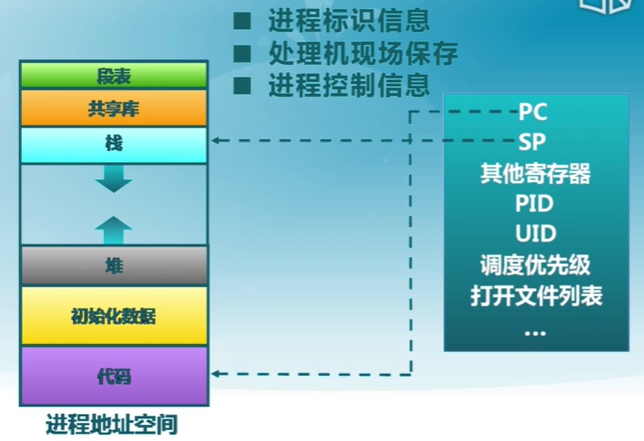 ■ 进程标识信息
■ 处理机现场保存
■ 进程控制信息
段表
共享库
栈
堆
初始化数据
代码
进程地址空间
PC
SP
其他寄存器
PID
UID
调度优先级
打开文件列表
...